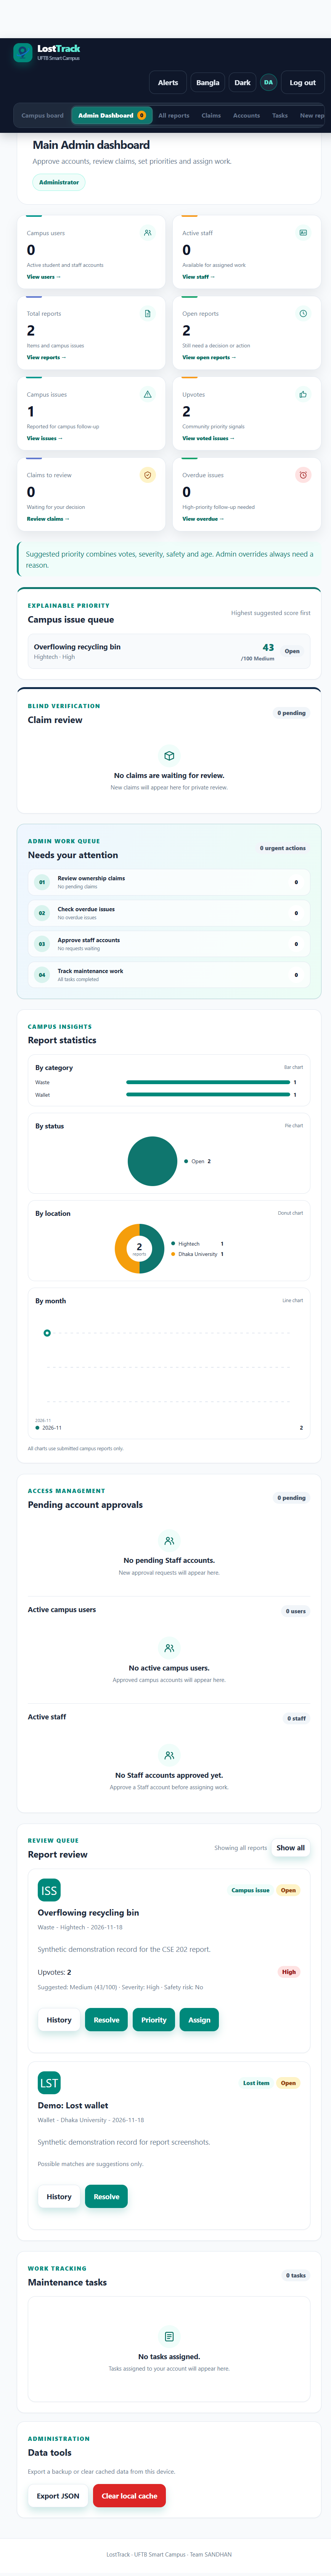 LostTrack
UFTB Smart Campus
Alerts
Bangla
Dark
DA
Log out
Campus board
Admin Dashboard
0
All reports
Claims
Accounts
Tasks
New rep
Main Admin dashboard
Approve accounts, review claims, set priorities and assign work.
Administrator
Campus users
0
Active student and staff accounts
View users →
Active staff
0
Available for assigned work
View staff →
Total reports
2
Items and campus issues
View reports →
Open reports
2
Still need a decision or action
View open reports →
Campus issues
1
Reported for campus follow-up
View issues →
Upvotes
2
Community priority signals
View voted issues →
Claims to review
0
Waiting for your decision
Review claims →
Overdue issues
0
High-priority follow-up needed
View overdue →
Suggested priority combines votes, severity, safety and age. Admin overrides always need a
reason.
EXPLAINABLE PRIORITY
Campus issue queue
Highest suggested score first
Overflowing recycling bin
Hightech · High
43
/100 Medium
Open
BLIND VERIFICATION
Claim review
0 pending
No claims are waiting for review.
New claims will appear here for private review.
ADMIN WORK QUEUE
Needs your attention
0 urgent actions
01
Review ownership claims
No pending claims
0
02
Check overdue issues
No overdue issues
0
03
Approve staff accounts
No requests waiting
0
04
Track maintenance work
All tasks completed
0
CAMPUS INSIGHTS
Report statistics
By category
Bar chart
Waste
1
Wallet
1
By status
Pie chart
Open 2
By location
Donut chart
2
reports
Hightech 1
Dhaka University 1
By month
Line chart
2026-11
2026-11
2
All charts use submitted campus reports only.
ACCESS MANAGEMENT
Pending account approvals
0 pending
No pending Staff accounts.
New approval requests will appear here.
Active campus users
0 users
No active campus users.
Approved campus accounts will appear here.
Active staff
0 staff
No Staff accounts approved yet.
Approve a Staff account before assigning work.
REVIEW QUEUE
Report review
Showing all reports
Show all
ISS
Campus issue
Open
Overflowing recycling bin
Waste - Hightech - 2026-11-18
Synthetic demonstration record for the CSE 202 report.
Upvotes: 2
High
Suggested: Medium (43/100) · Severity: High · Safety risk: No
History
Resolve
Priority
Assign
LST
Lost item
Open
Demo: Lost wallet
Wallet - Dhaka University - 2026-11-18
Synthetic demonstration record for report screenshots.
Possible matches are suggestions only.
History
Resolve
WORK TRACKING
Maintenance tasks
0 tasks
No tasks assigned.
Tasks assigned to your account will appear here.
ADMINISTRATION
Data tools
Export a backup or clear cached data from this device.
Export JSON
Clear local cache
LostTrack · UFTB Smart Campus · Team SANDHAN